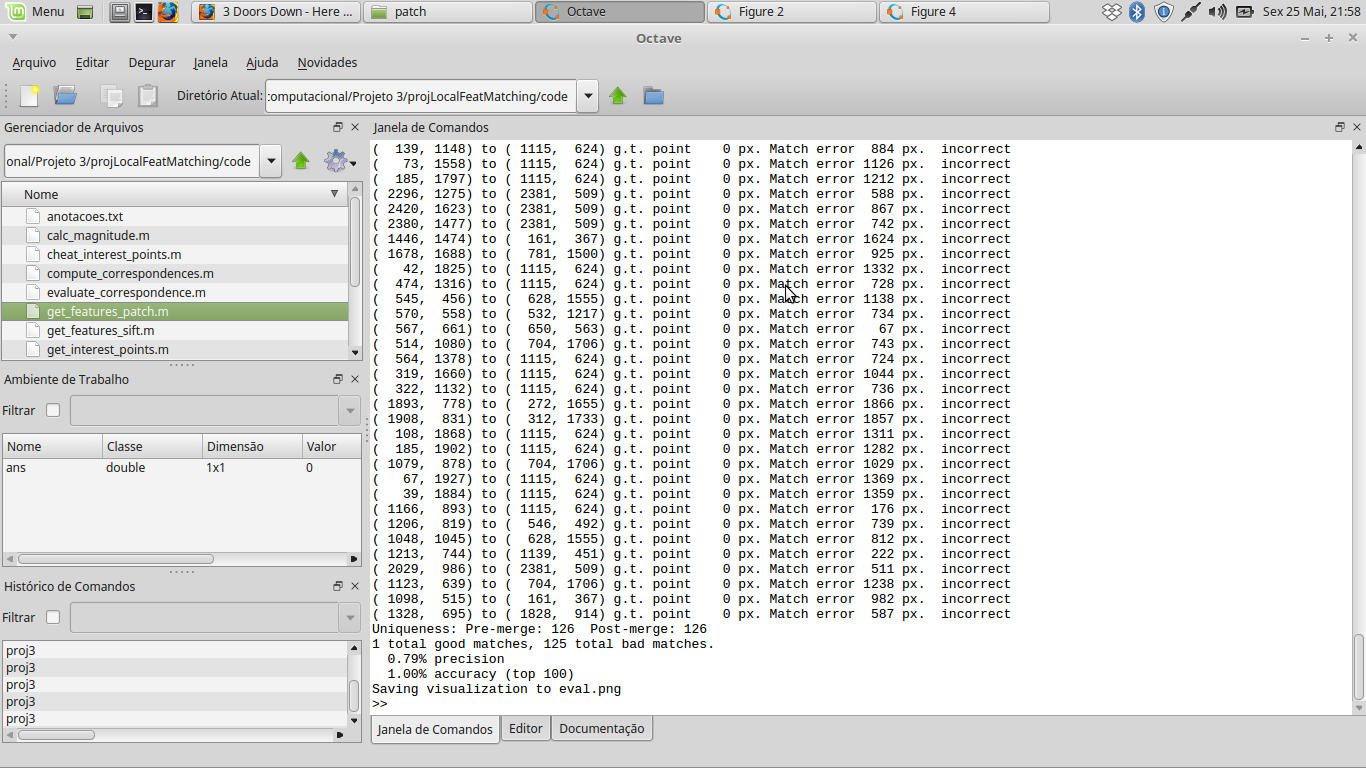 Menu
3 Doors Down - Here ...
patch
Octave
Figure 2
Figure 4
Sex 25 Mai, 21:58
Octave
Arquivo Editar Depurar Janela Ajuda Novidades
Diretório Atual: :omputacional/Projeto 3/projLocalFeatMatching/code
Gerenciador de Arquivos
onal/Projeto 3/projLocalFeatMatching/code
Nome
anotacoes.txt
calc_magnitude.m
cheat_interest_points.m
compute_correspondences.m
evaluate_correspondence.m
get_features_patch.m
get_features_sift.m
get_interest_points.m
Ambiente de Trabalho
Filtrar
Nome Classe Dimensão Valor
ans double 1x1 0
Histórico de Comandos
Filtrar
proj3
proj3
proj3
proj3
proj3
Janela de Comandos
( 139, 1148) to ( 1115, 624) g.t. point 0 px. Match error 884 px. incorrect
( 73, 1558) to ( 1115, 624) g.t. point 0 px. Match error 1126 px. incorrect
( 185, 1797) to ( 1115, 624) g.t. point 0 px. Match error 1212 px. incorrect
( 2296, 1275) to ( 2381, 509) g.t. point 0 px. Match error 588 px. incorrect
( 2420, 1623) to ( 2381, 509) g.t. point 0 px. Match error 867 px. incorrect
( 2380, 1477) to ( 2381, 509) g.t. point 0 px. Match error 742 px. incorrect
( 1446, 1474) to ( 161, 367) g.t. point 0 px. Match error 1624 px. incorrect
( 1678, 1688) to ( 781, 1500) g.t. point 0 px. Match error 925 px. incorrect
( 42, 1825) to ( 1115, 624) g.t. point 0 px. Match error 1332 px. incorrect
( 474, 1316) to ( 1115, 624) g.t. point 0 px. Match error 728 px. incorrect
( 545, 456) to ( 628, 1555) g.t. point 0 px. Match error 1138 px. incorrect
( 570, 558) to ( 532, 1217) g.t. point 0 px. Match error 734 px. incorrect
( 567, 661) to ( 650, 563) g.t. point 0 px. Match error 67 px. incorrect
( 514, 1080) to ( 704, 1706) g.t. point 0 px. Match error 743 px. incorrect
( 564, 1378) to ( 1115, 624) g.t. point 0 px. Match error 724 px. incorrect
( 319, 1660) to ( 1115, 624) g.t. point 0 px. Match error 1044 px. incorrect
( 322, 1132) to ( 1115, 624) g.t. point 0 px. Match error 736 px. incorrect
( 1893, 778) to ( 272, 1655) g.t. point 0 px. Match error 1866 px. incorrect
( 1908, 831) to ( 312, 1733) g.t. point 0 px. Match error 1857 px. incorrect
( 108, 1868) to ( 1115, 624) g.t. point 0 px. Match error 1311 px. incorrect
( 185, 1902) to ( 1115, 624) g.t. point 0 px. Match error 1282 px. incorrect
( 1079, 878) to ( 704, 1706) g.t. point 0 px. Match error 1029 px. incorrect
( 67, 1927) to ( 1115, 624) g.t. point 0 px. Match error 1369 px. incorrect
( 39, 1884) to ( 1115, 624) g.t. point 0 px. Match error 1359 px. incorrect
( 1166, 893) to ( 1115, 624) g.t. point 0 px. Match error 176 px. incorrect
( 1206, 819) to ( 546, 492) g.t. point 0 px. Match error 739 px. incorrect
( 1048, 1045) to ( 628, 1555) g.t. point 0 px. Match error 812 px. incorrect
( 1213, 744) to ( 1139, 451) g.t. point 0 px. Match error 222 px. incorrect
( 2029, 986) to ( 2381, 509) g.t. point 0 px. Match error 511 px. incorrect
( 1123, 639) to ( 704, 1706) g.t. point 0 px. Match error 1238 px. incorrect
( 1098, 515) to ( 161, 367) g.t. point 0 px. Match error 982 px. incorrect
( 1328, 695) to ( 1828, 914) g.t. point 0 px. Match error 587 px. incorrect
Uniqueness: Pre-merge: 126 Post-merge: 126
1 total good matches, 125 total bad matches.
0.79% precision
1.00% accuracy (top 100)
Saving visualization to eval.png
>>
Janela de Comandos Editor Documentação